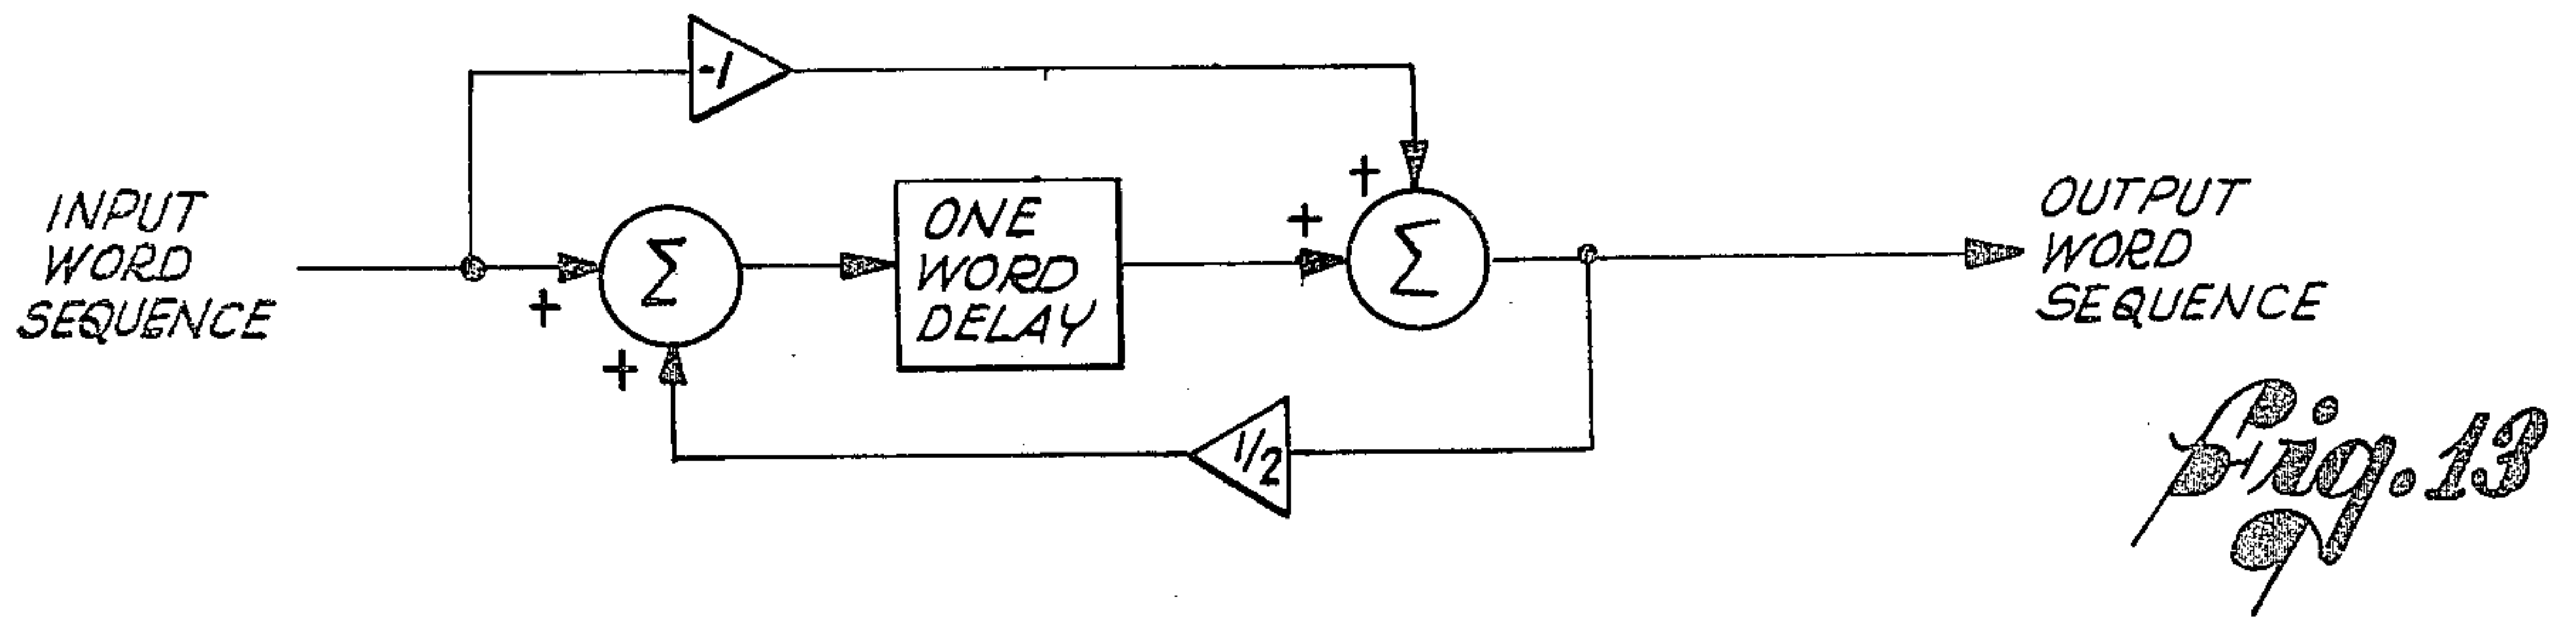 -1
INPUT
WORD
SEQUENCE
+
+
Σ
ONE
WORD
DELAY
+
+
Σ
1/2
OUTPUT
WORD
SEQUENCE
Fig. 13